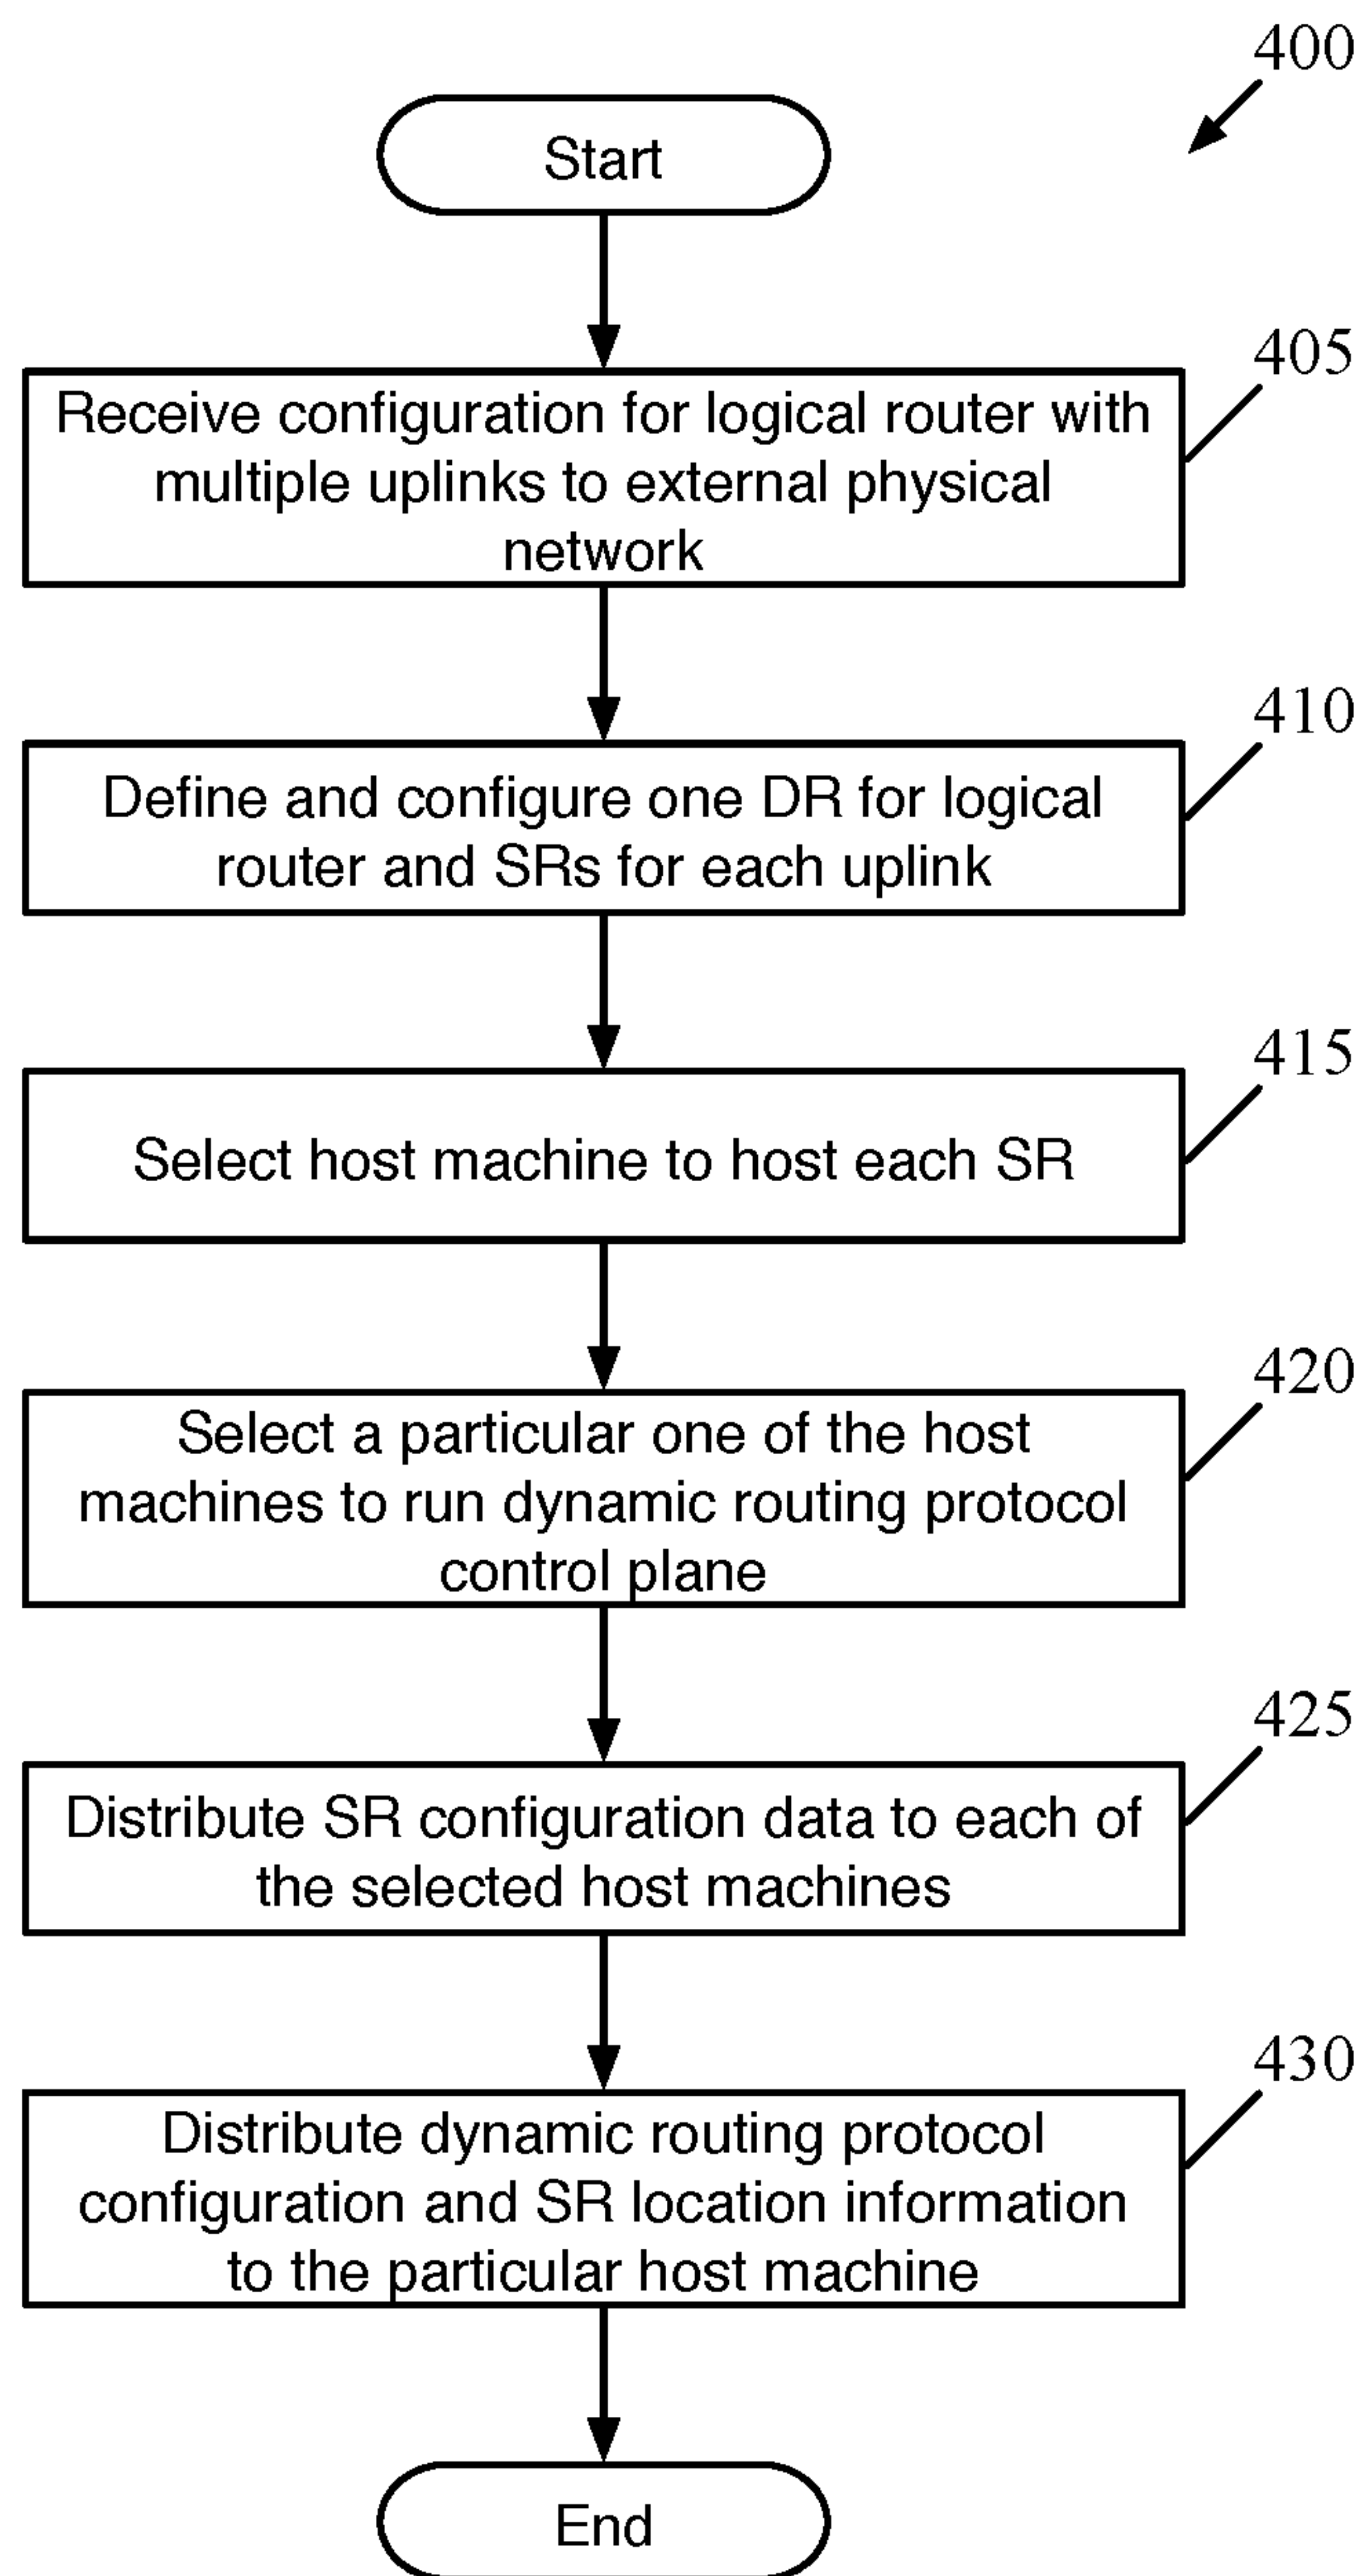 400
Start
405
Receive configuration for logical router with
multiple uplinks to external physical
network
410
Define and configure one DR for logical
router and SRs for each uplink
415
Select host machine to host each SR
420
Select a particular one of the host
machines to run dynamic routing protocol
control plane
425
Distribute SR configuration data to each of
the selected host machines
430
Distribute dynamic routing protocol
configuration and SR location information
to the particular host machine
End